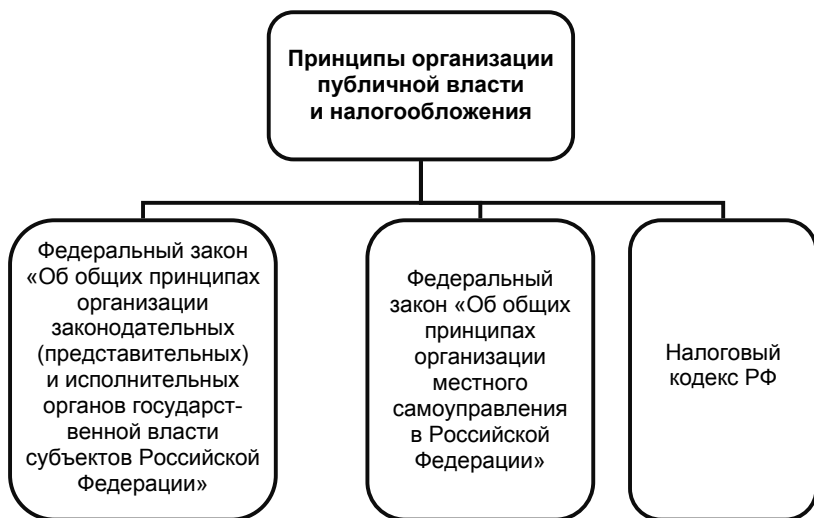 Принципы организации
публичной власти
и налогообложения
Федеральный закон
«Об общих принципах
организации
законодательных
(представительных)
и исполнительных
органов государст-
венной власти
субъектов Российской
Федерации»
Федеральный
закон «Об общих
принципах
организации
местного
самоуправления
в Российской
Федерации»
Налоговый
кодекс РФ